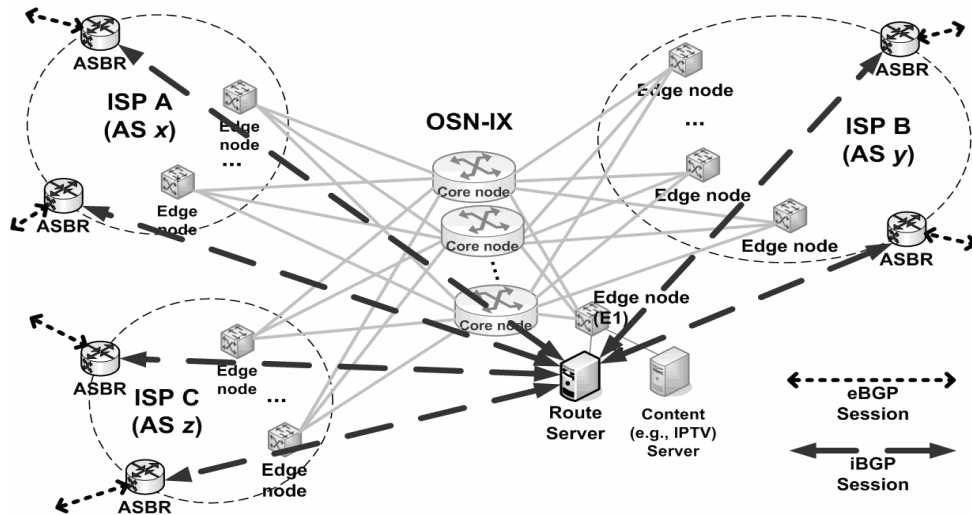 ASBR
ISP A
(AS x)
Edge
node
...
Edge
node
ASBR
OSN-IX
Core node
Core node
...
Core node
Edge node
...
Edge node
Edge node
ASBR
ISP B
(AS y)
ASBR
Edge node
(E1)
Route
Server
Content
(e.g., IPTV)
Server
ASBR
ISP C
(AS z)
Edge
node
...
Edge
node
ASBR
eBGP
Session
iBGP
Session